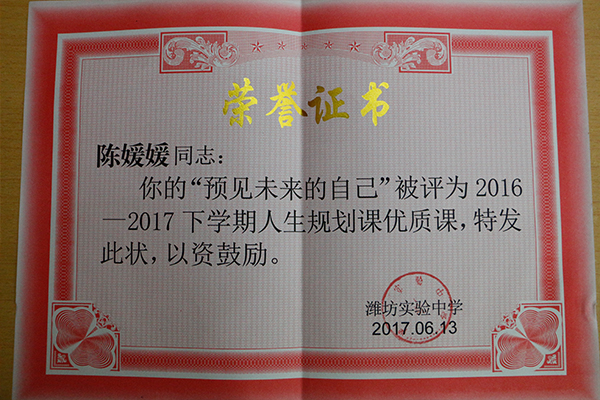 荣誉证书
陈媛媛同志：
你的“预见未来的自己”被评为2016
—2017下学期人生规划课优质课，特发
此状，以资鼓励。
潍坊实验中学
2017.06.13